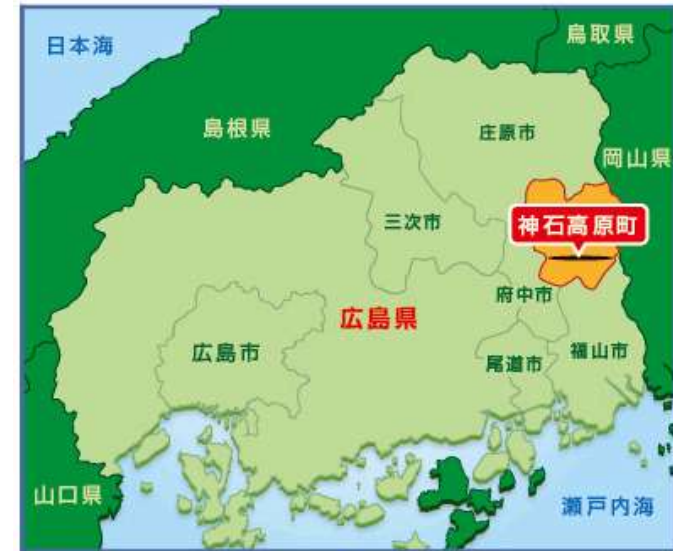 日本海
鳥取県
島根県
庄原市
岡山県
三次市
神石高原町
府中市
広島県
広島市
尾道市
福山市
山口県
瀬戸内海